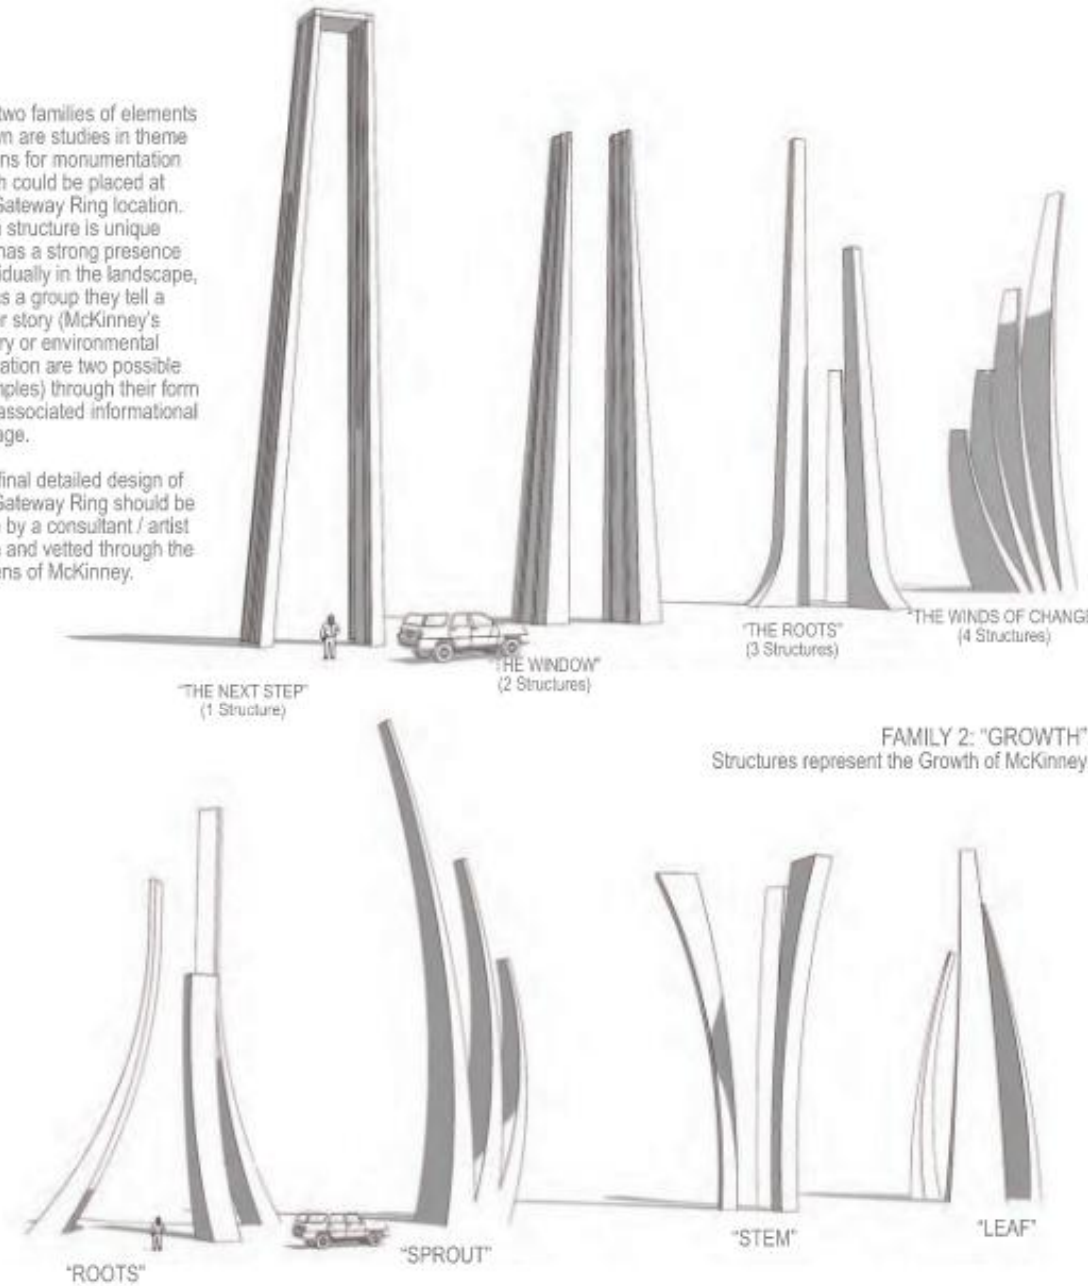 two families of elements
n are studies in theme
ns for monumentation
h could be placed at
Gateway Ring location.
structure is unique
has a strong presence
idually in the landscape,
s a group they tell a
r story (McKinney's
ry or environmental
ation are two possible
mples) through their form
associated informational
age.
final detailed design of
Gateway Ring should be
by a consultant / artist
and vetted through the
ens of McKinney.
"THE NEXT STEP"
(1 Structure)
"THE WINDOW"
(2 Structures)
"THE ROOTS"
(3 Structures)
"THE WINDS OF CHANG
(4 Structures)
FAMILY 2: "GROWTH"
Structures represent the Growth of McKinney
"ROOTS"
"SPROUT"
"STEM"
"LEAF"